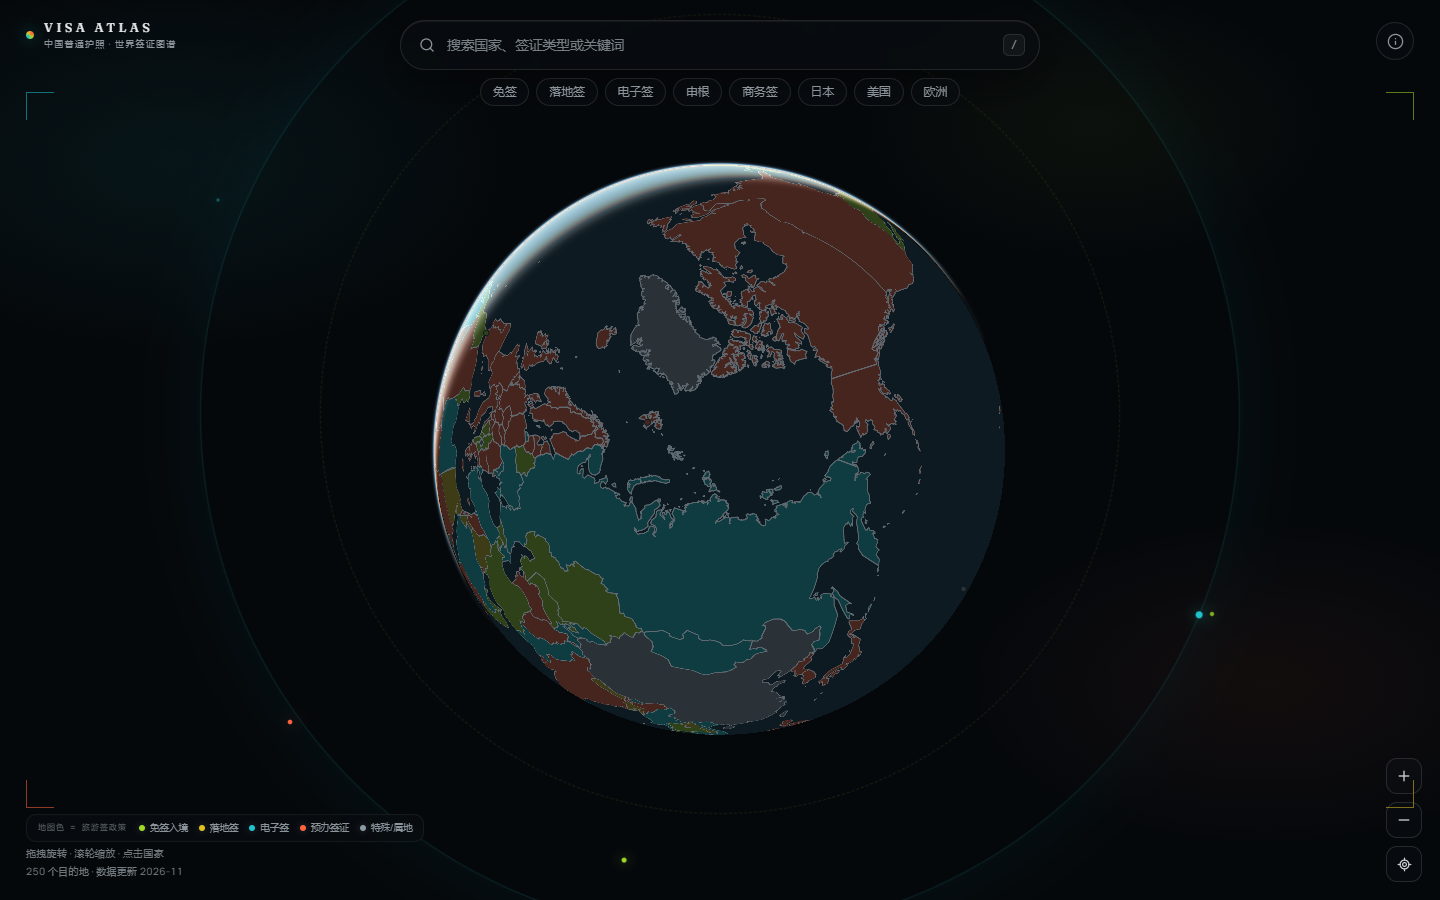 VISA ATLAS
中国普通护照 · 世界签证图谱
搜索国家、签证类型或关键词
/
免签
落地签
电子签
申根
商务签
日本
美国
欧洲
地图色 = 旅游签政策
免签入境
落地签
电子签
预办签证
特殊/属地
拖拽旋转 · 滚轮缩放 · 点击国家
250 个目的地 · 数据更新 2026-11